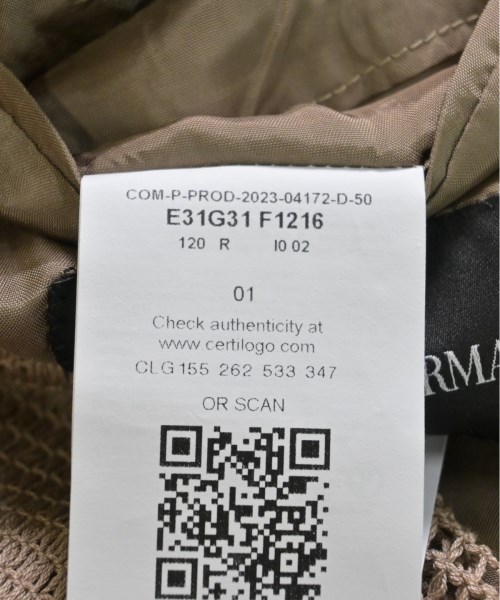 COM-P-PROD-2023-04172-D-50
E31G31 F1216
120 R I0 02
01
Check authenticity at
www.certilogo.com
CLG 155 262 533 347
OR SCAN
RMA